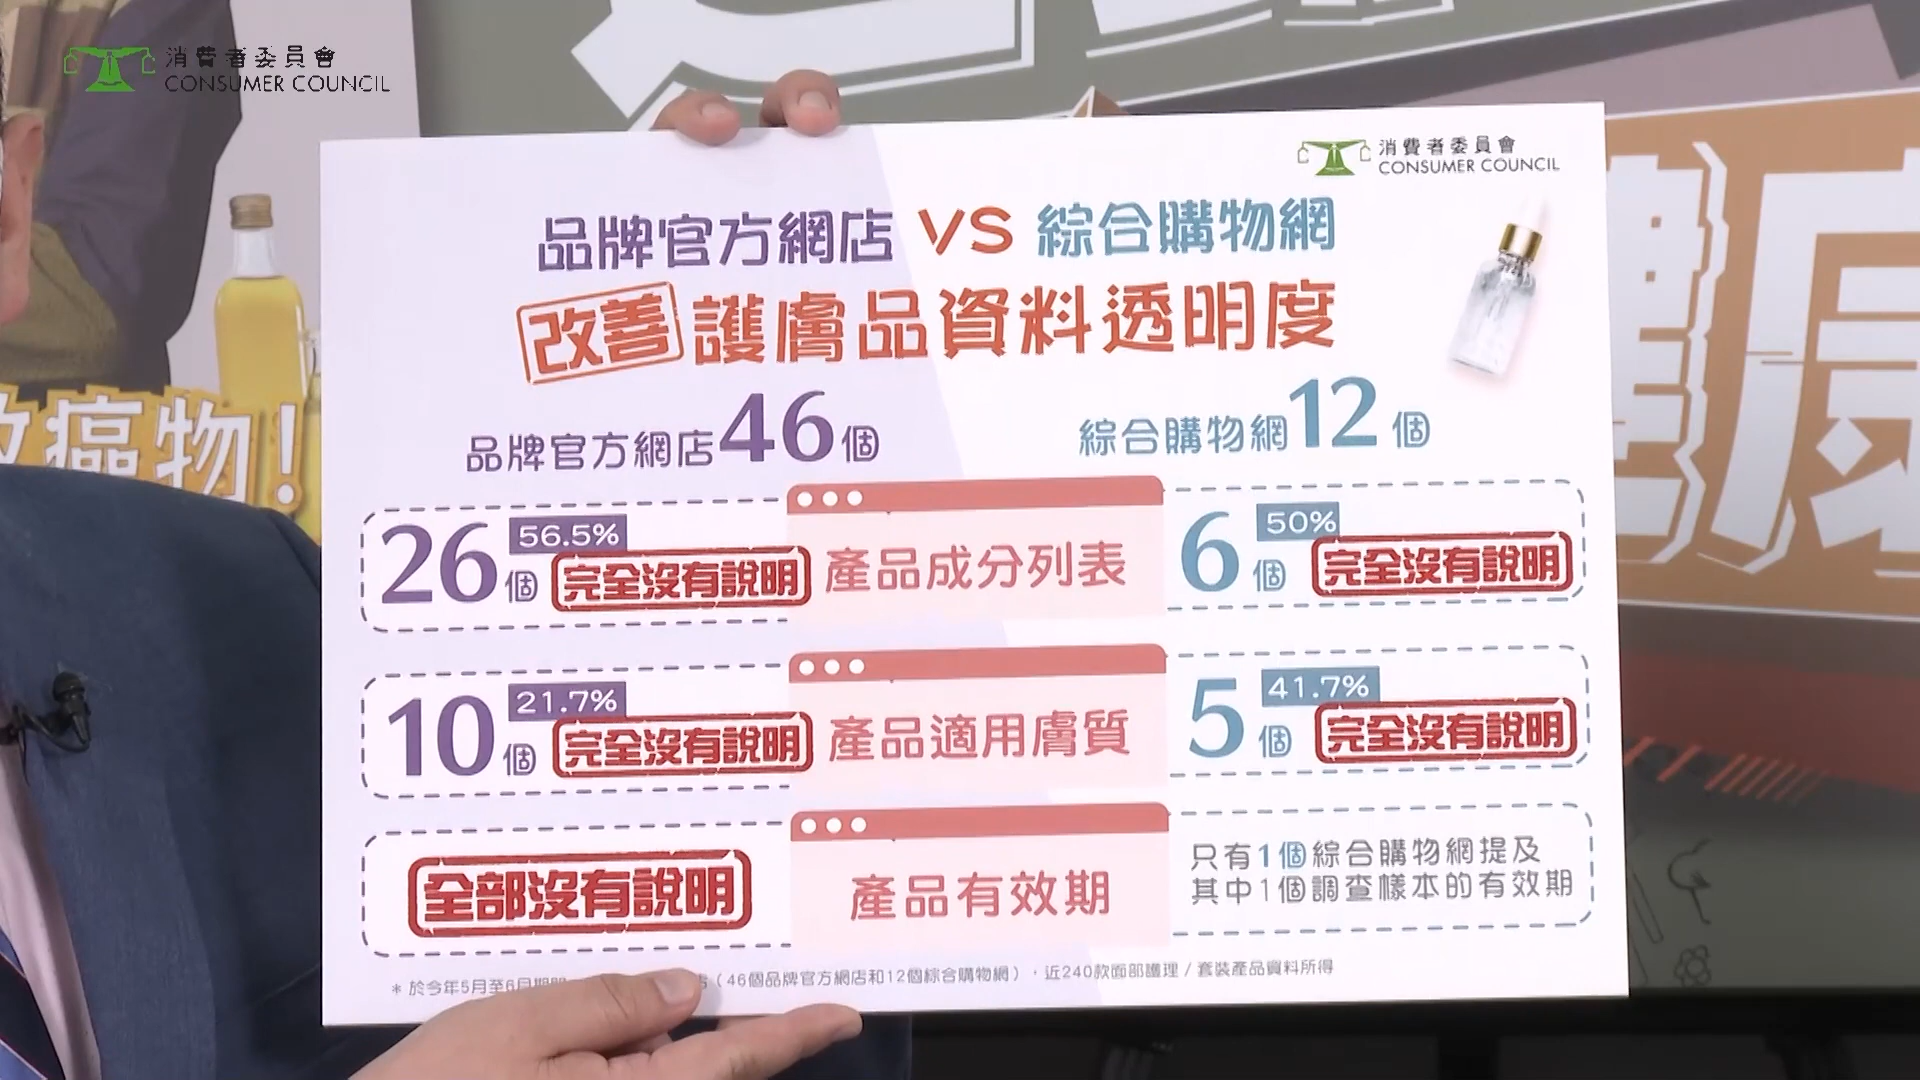 消費者委員會
CONSUMER COUNCIL
消費者委員會
CONSUMER COUNCIL
品牌官方網店 VS 綜合購物網
改善護膚品資料透明度
品牌官方網店46個
綜合購物網12個
26個 56.5% 完全沒有說明
產品成分列表
6個 50% 完全沒有說明
10個 21.7% 完全沒有說明
產品適用膚質
5個 41.7% 完全沒有說明
全部沒有說明
產品有效期
只有1個綜合購物網提及
其中1個調查樣本的有效期
* 於今年5月至6月期間
（46個品牌官方網店和12個綜合購物網），近240款面部護理 / 套裝產品資料所得
癌物！
康